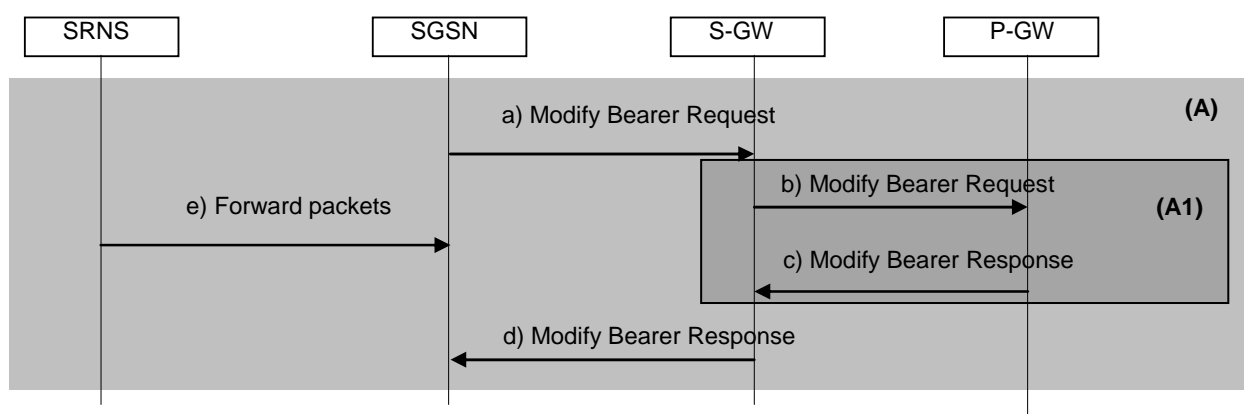 SRNS
SGSN
S-GW
P-GW
(A)
a) Modify Bearer Request
b) Modify Bearer Request
(A1)
e) Forward packets
c) Modify Bearer Response
d) Modify Bearer Response